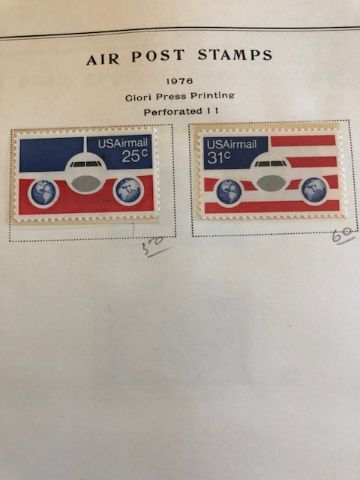 AIR POST STAMPS
1976
Giori Press Printing
Perforated 11
USAirmail
25c
USAirmail
31c
50
60